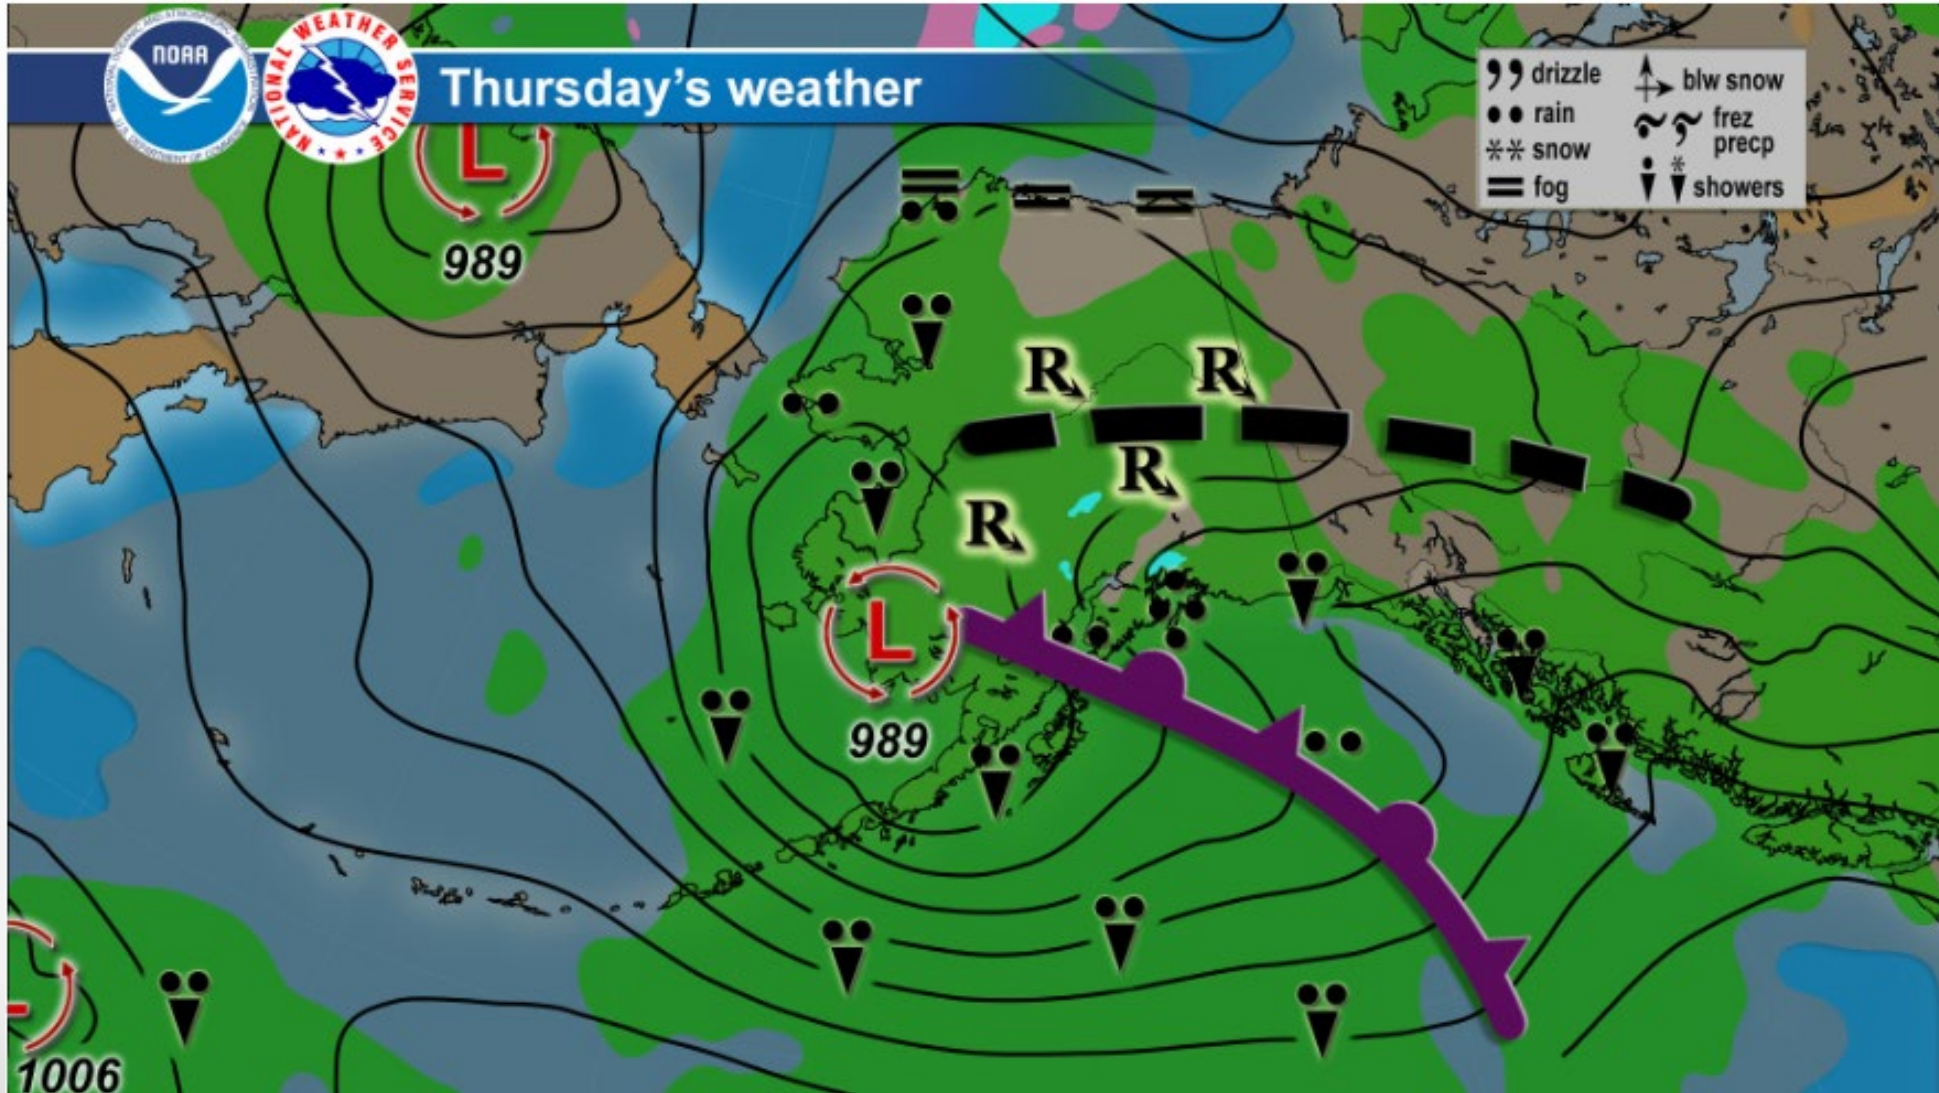 NOAA
NATIONAL WEATHER SERVICE
Thursday's weather
drizzle
blw snow
rain
frez
precp
snow
fog
showers
L
989
R
R
R
R
L
989
L
1006